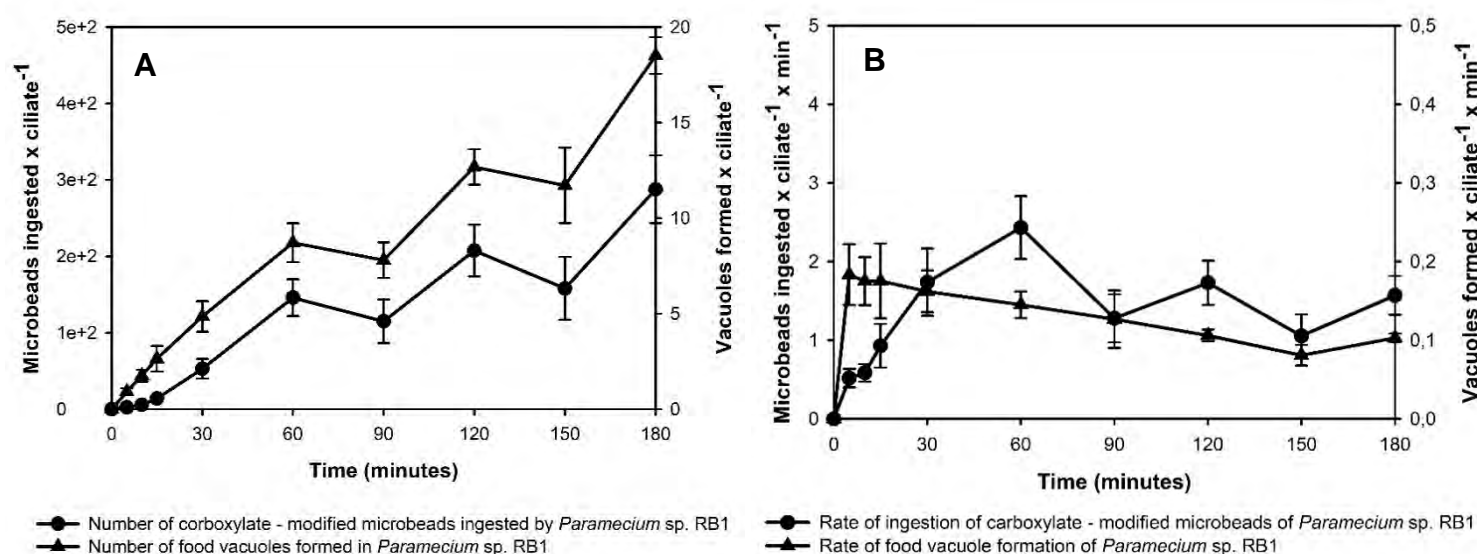 A
5e+2
4e+2
3e+2
2e+2
1e+2
0
Microbeads ingested x ciliate-1
20
15
10
5
0
Vacuoles formed x ciliate-1
0 30 60 90 120 150 180
Time (minutes)
Number of corboxylate - modified microbeads ingested by Paramecium sp. RB1
Number of food vacuoles formed in Paramecium sp. RB1
B
5
4
3
2
1
0
Microbeads ingested x ciliate-1 x min-1
0,5
0,4
0,3
0,2
0,1
0,0
Vacuoles formed x ciliate-1 x min-1
0 30 60 90 120 150 180
Time (minutes)
Rate of ingestion of carboxylate - modified microbeads of Paramecium sp. RB1
Rate of food vacuole formation of Paramecium sp. RB1